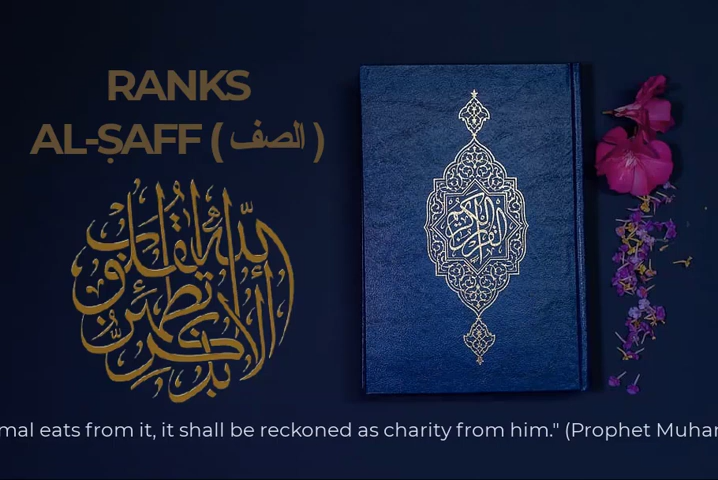 RANKS
AL-ṢAFF ( الصف )
ألا بذكر الله تطمئن القلوب
القرآن الكريم
mal eats from it, it shall be reckoned as charity from him." (Prophet Muha